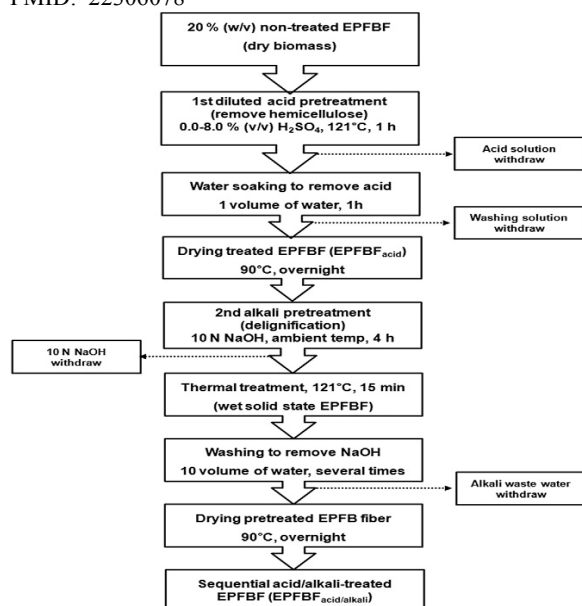 PMID: 22306078
20 % (w/v) non-treated EPFBF
(dry biomass)
1st diluted acid pretreatment
(remove hemicellulose)
0.0-8.0 % (v/v) H₂SO₄, 121°C, 1 h
Acid solution
withdraw
Water soaking to remove acid
1 volume of water, 1h
Washing solution
withdraw
Drying treated EPFBF (EPFBFacid)
90°C, overnight
2nd alkali pretreatment
(delignification)
10 N NaOH, ambient temp, 4 h
10 N NaOH
withdraw
Thermal treatment, 121°C, 15 min
(wet solid state EPFBF)
Washing to remove NaOH
10 volume of water, several times
Alkali waste water
withdraw
Drying pretreated EPFB fiber
90°C, overnight
Sequential acid/alkali-treated
EPFBF (EPFBFacid/alkali)